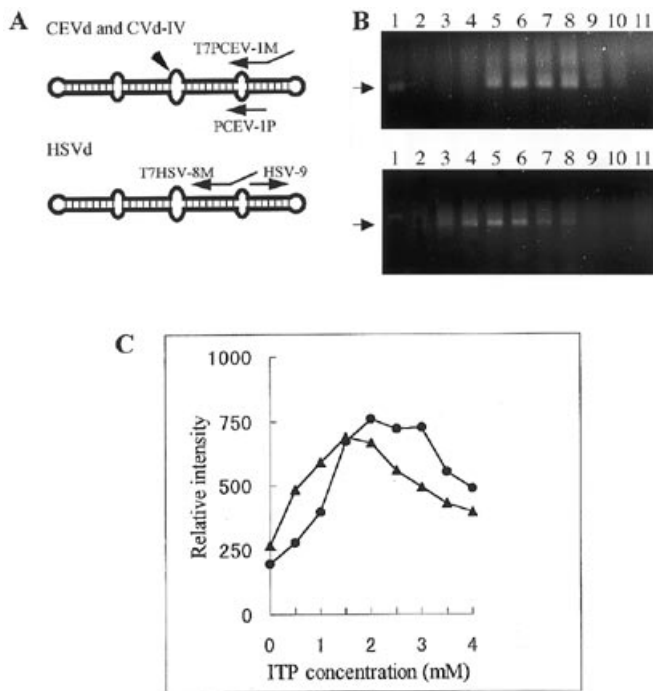 A
CEVd and CVd-IV
T7PCEV-1M
PCEV-1P
HSVd
T7HSV-8M
HSV-9
B
1 2 3 4 5 6 7 8 9 10 11
1 2 3 4 5 6 7 8 9 10 11
C
1000
750
500
250
0
Relative intensity
0 1 2 3 4
ITP concentration (mM)